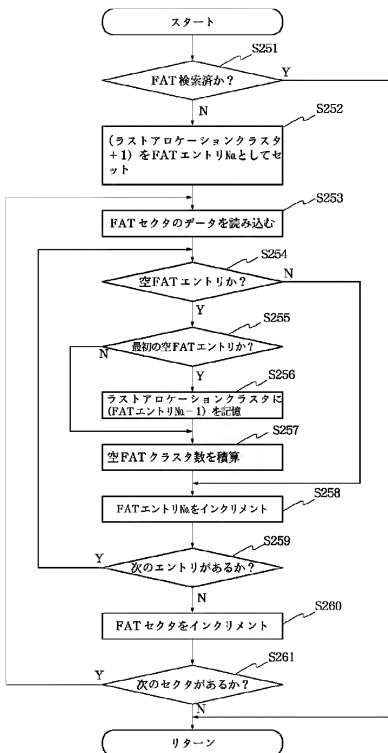 スタート
S251
FAT検索済か?
Y
N
S252
(ラストアロケーションクラスタ
+1)をFATエントリNo.としてセ
ット
S253
FATセクタのデータを読み込む
S254
空FATエントリか?
N
Y
S255
最初の空FATエントリか?
N
Y
S256
ラストアロケーションクラスタに
(FATエントリNo.-1)を記憶
S257
空FATクラスタ数を積算
S258
FATエントリNo.をインクリメント
S259
次のエントリがあるか?
Y
N
S260
FATセクタをインクリメント
S261
次のセクタがあるか?
Y
N
リターン